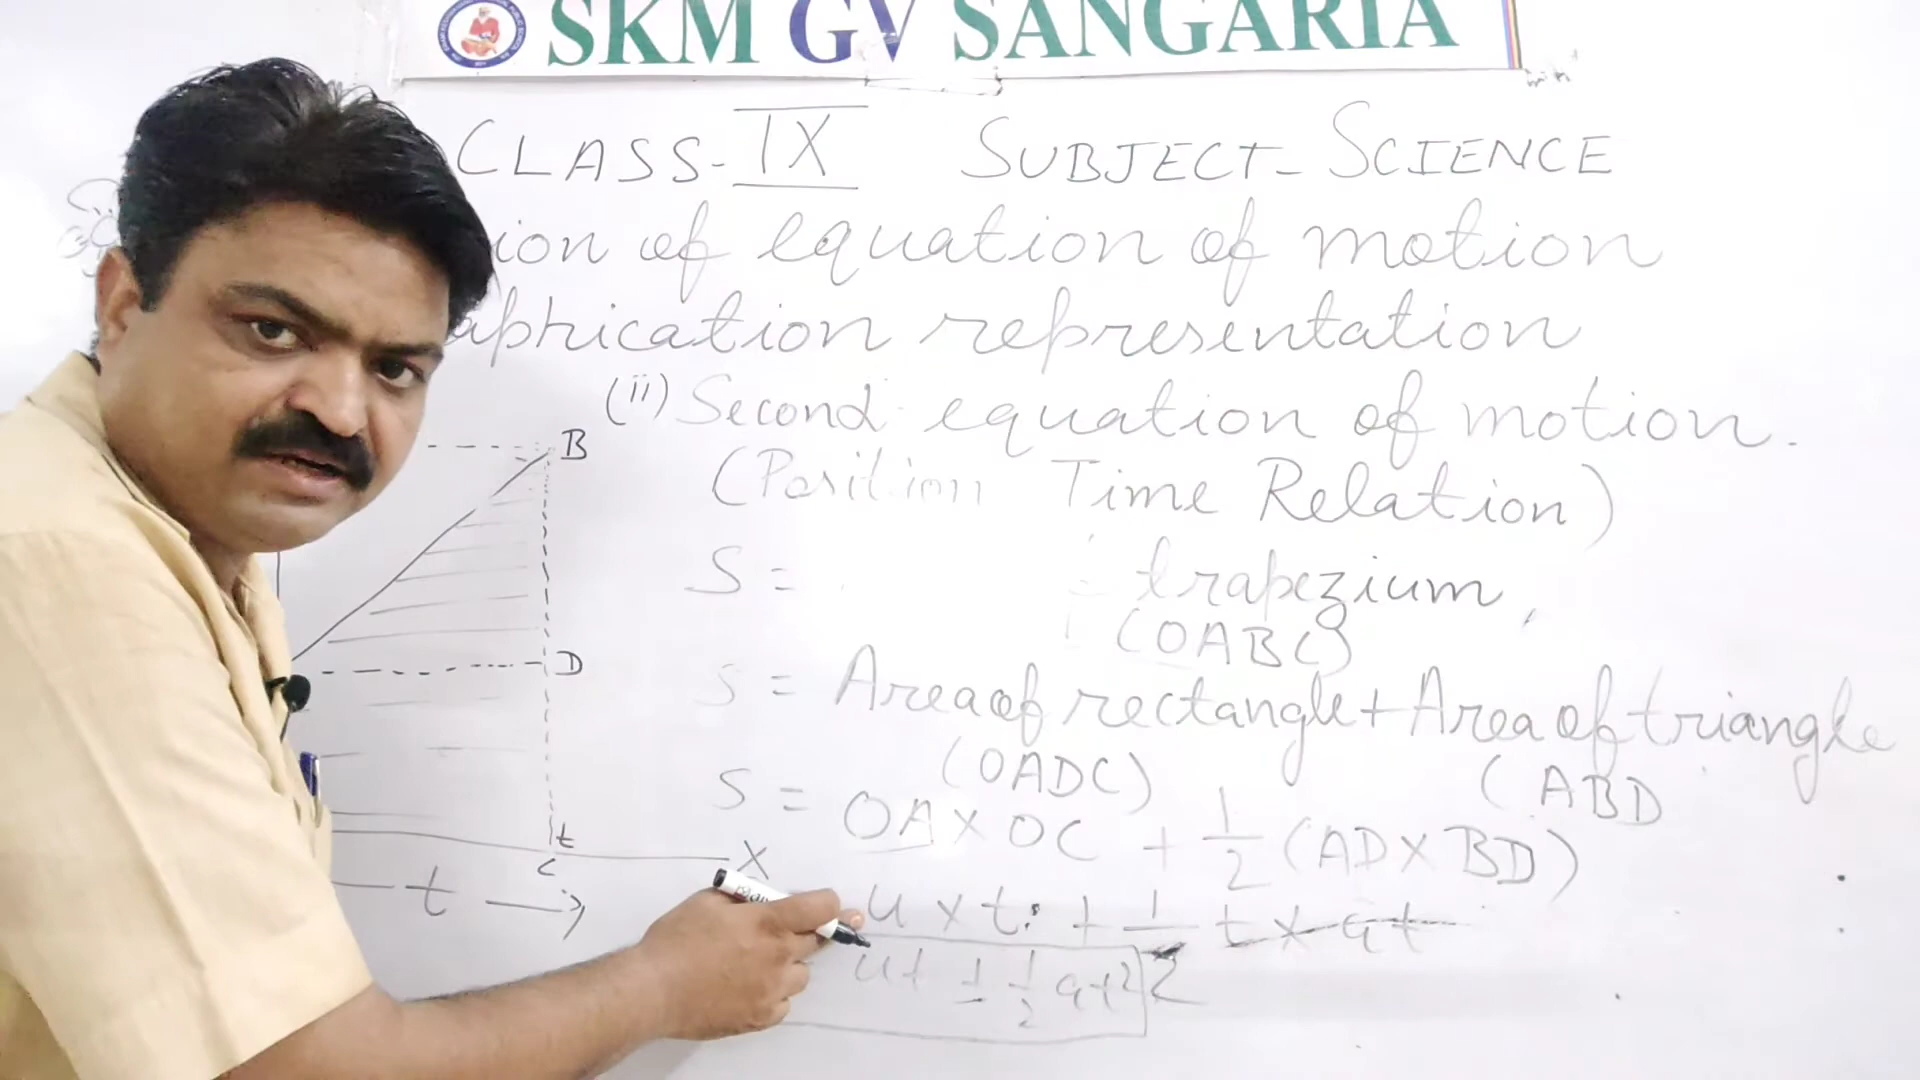 SKM GV SANGARIA
CLASS-IX SUBJECT-SCIENCE
ion of equation of motion
aphrication representation
(ii) Second equation of motion.
(Position Time Relation)
S = trapezium
(OABC)
S = Area of rectangle + Area of triangle
(OADC) (ABD
S = OA X OC + 1/2 (AD X BD)
u x t + 1/2 t x at
ut + 1/2 at²
B
D
t
C
X
t